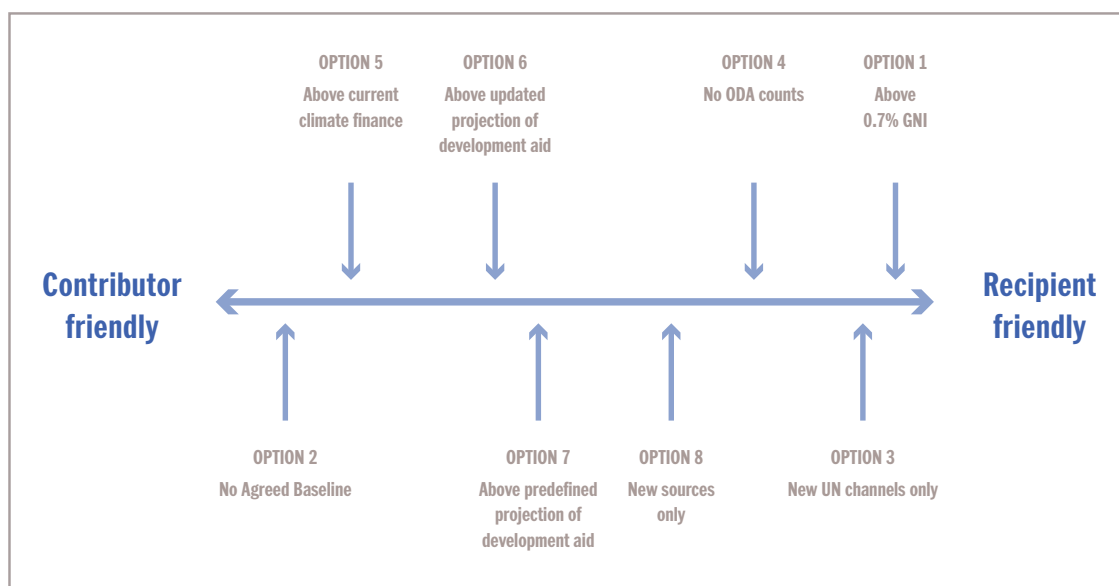 OPTION 5
Above current
climate finance
OPTION 6
Above updated
projection of
development aid
OPTION 4
No ODA counts
OPTION 1
Above
0.7% GNI
Contributor
friendly
Recipient
friendly
OPTION 2
No Agreed Baseline
OPTION 7
Above predefined
projection of
development aid
OPTION 8
New sources
only
OPTION 3
New UN channels only